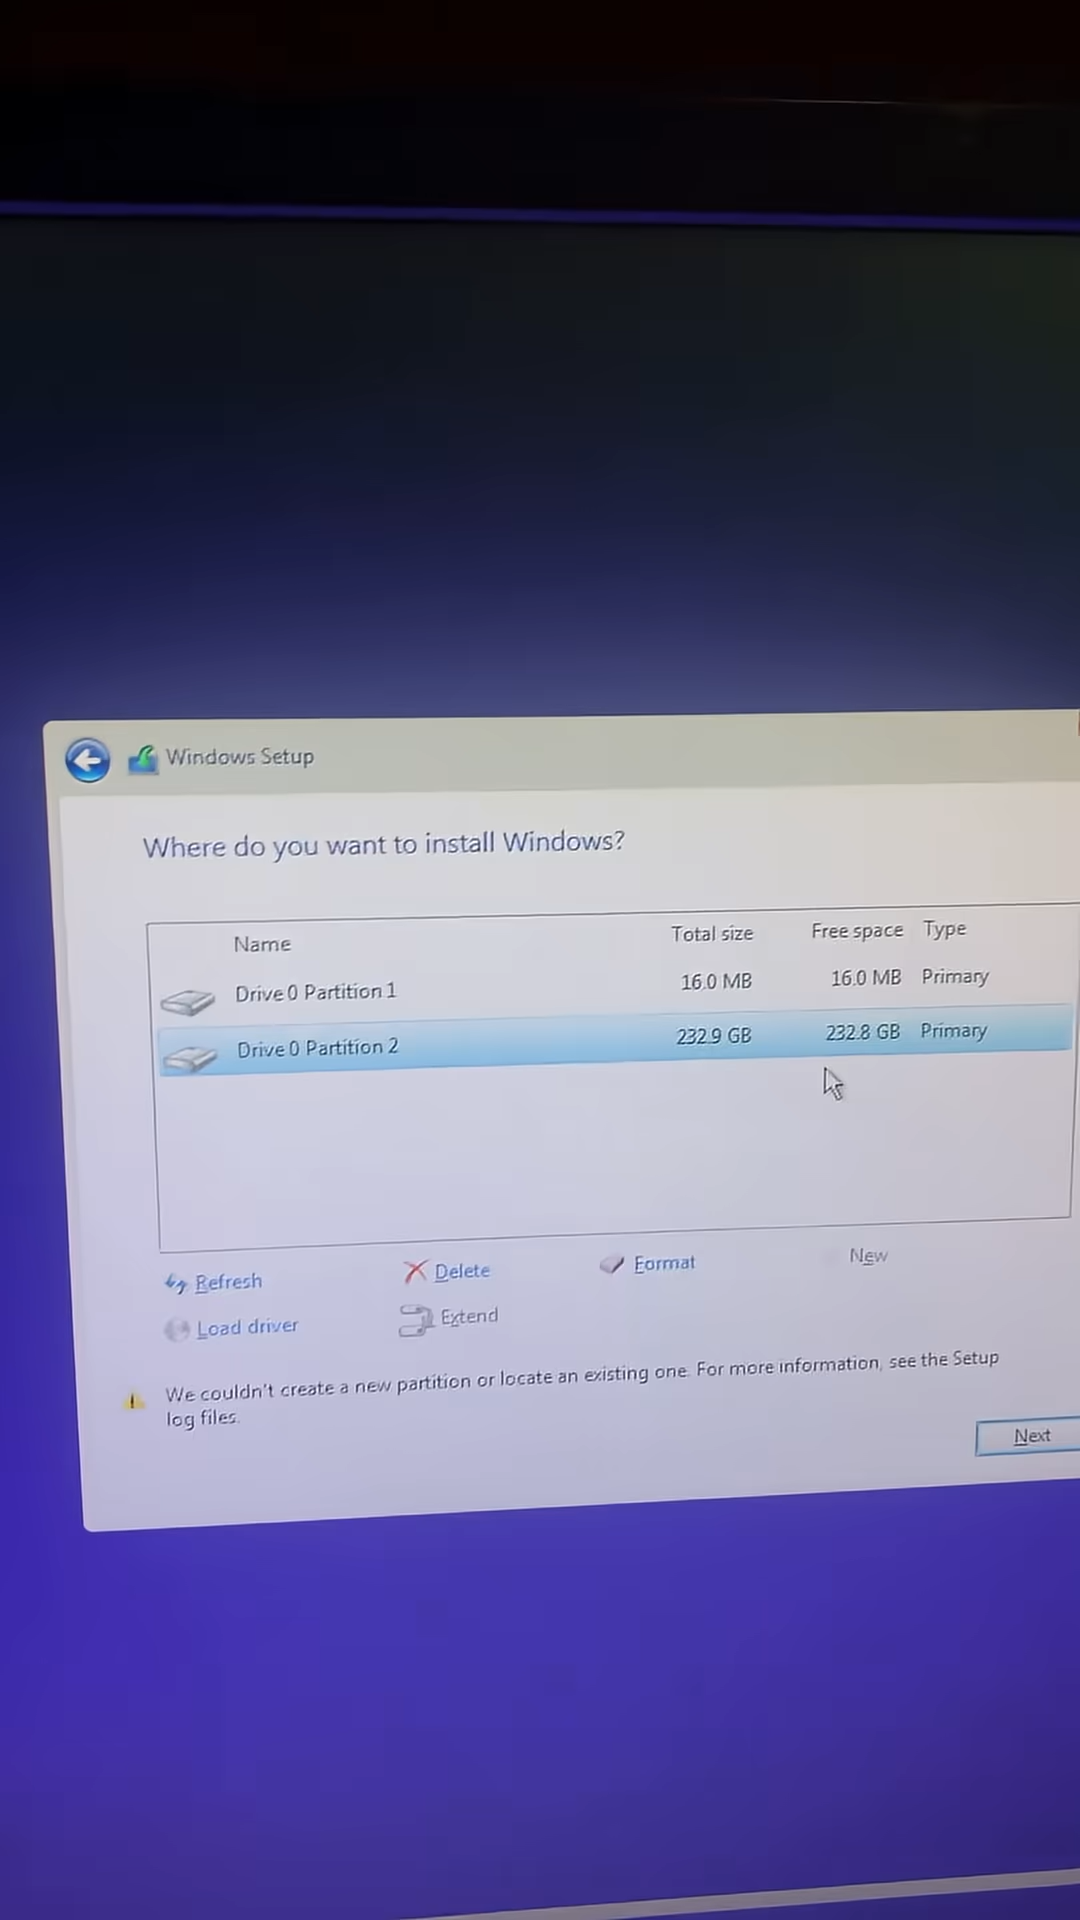 Windows Setup
Where do you want to install Windows?
Name Total size Free space Type
Drive 0 Partition 1 16.0 MB 16.0 MB Primary
Drive 0 Partition 2 232.9 GB 232.8 GB Primary
Refresh Delete Format New
Load driver Extend
We couldn't create a new partition or locate an existing one. For more information, see the Setup
log files.
Next